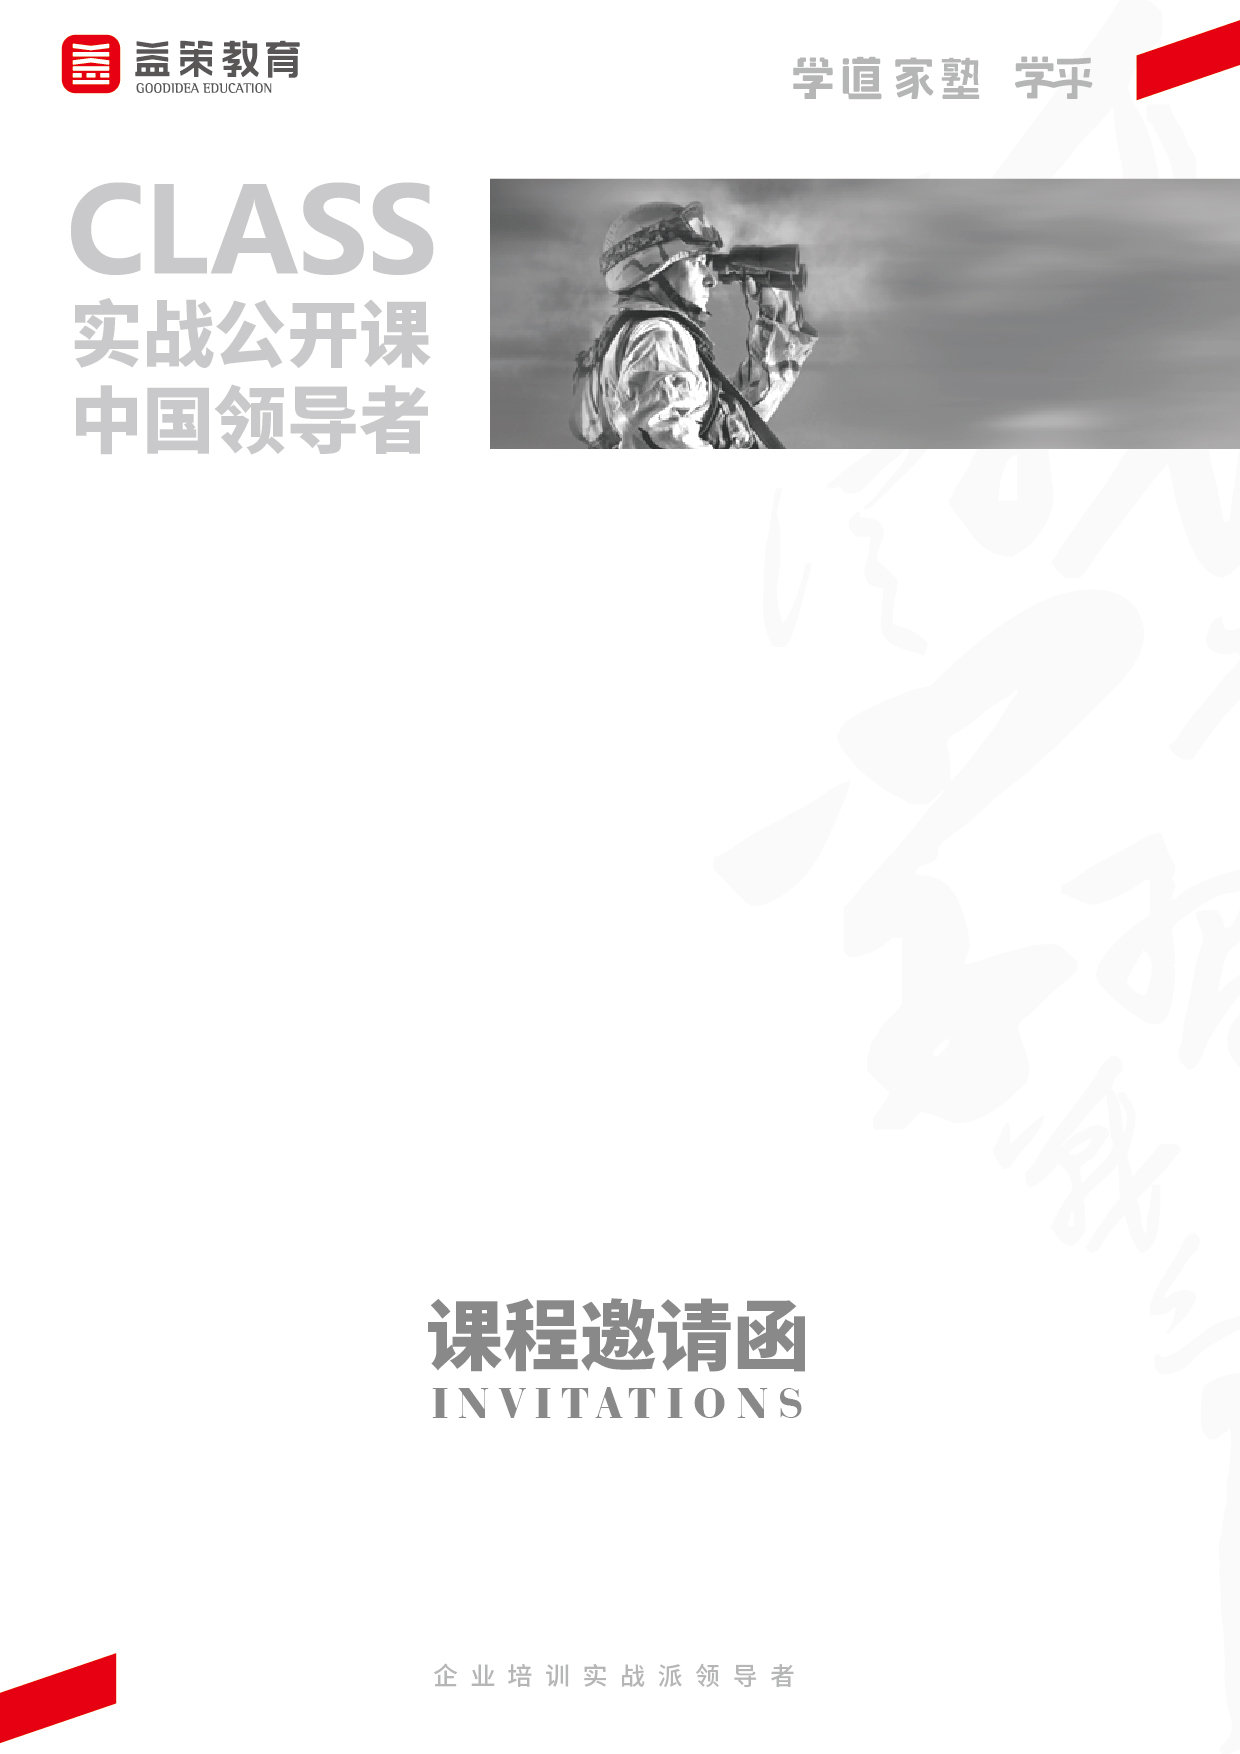 益策教育
GOODIDEA EDUCATION
学道家塾 学乎
CLASS
实战公开课
中国领导者
课程邀请函
INVITATIONS
企业培训实战派领导者